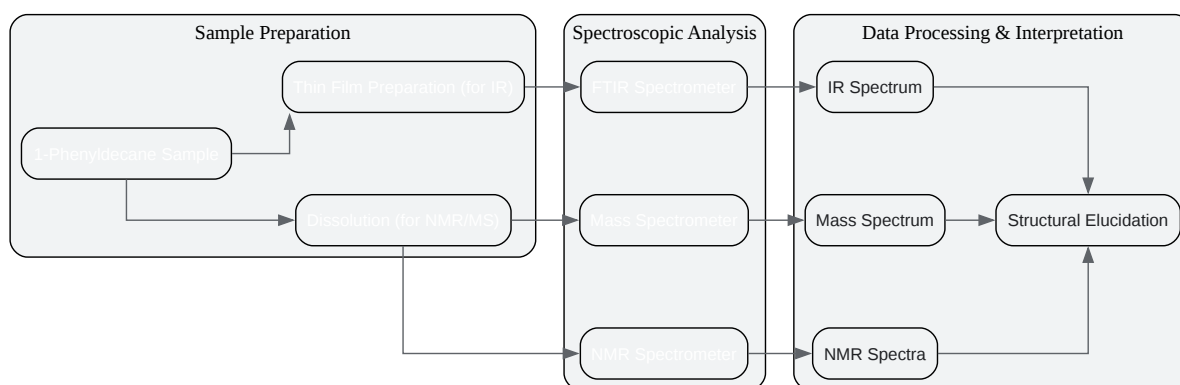 Sample Preparation
Spectroscopic Analysis
Data Processing & Interpretation
Thin Film Preparation (for IR)
FTIR Spectrometer
IR Spectrum
1-Phenyldecane Sample
Dissolution (for NMR/MS)
Mass Spectrometer
Mass Spectrum
Structural Elucidation
NMR Spectrometer
NMR Spectra